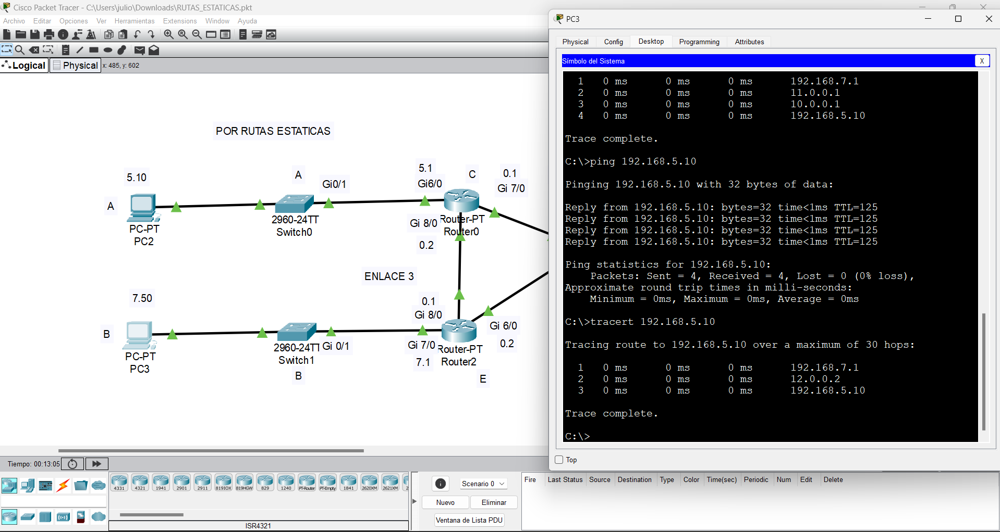 Cisco Packet Tracer - C:\Users\julio\Downloads\RUTAS_ESTATICAS.pkt
Archivo Editar Opciones Ver Herramientas Extensions Window Ayuda
Logical Physical x: 485, y: 602
POR RUTAS ESTATICAS
5.10
A
A
PC-PT
PC2
Gi0/1
2960-24TT
Switch0
5.1
Gi6/0
C
0.1
Gi 7/0
Gi 8/0
Router-PT
Router0
0.2
ENLACE 3
7.50
B
PC-PT
PC3
2960-24TT
Switch1
Gi 0/1
B
0.1
Gi 8/0
Gi 7/0
7.1
Router-PT
Router2
Gi 6/0
0.2
E
PC3
Physical Config Desktop Programming Attributes
Símbolo del Sistema X
1 0 ms 0 ms 0 ms 192.168.7.1
2 0 ms 0 ms 0 ms 11.0.0.1
3 0 ms 0 ms 0 ms 10.0.0.1
4 0 ms 0 ms 0 ms 192.168.5.10
Trace complete.
C:\>ping 192.168.5.10
Pinging 192.168.5.10 with 32 bytes of data:
Reply from 192.168.5.10: bytes=32 time<1ms TTL=125
Reply from 192.168.5.10: bytes=32 time<1ms TTL=125
Reply from 192.168.5.10: bytes=32 time<1ms TTL=125
Reply from 192.168.5.10: bytes=32 time<1ms TTL=125
Ping statistics for 192.168.5.10:
Packets: Sent = 4, Received = 4, Lost = 0 (0% loss),
Approximate round trip times in milli-seconds:
Minimum = 0ms, Maximum = 0ms, Average = 0ms
C:\>tracert 192.168.5.10
Tracing route to 192.168.5.10 over a maximum of 30 hops:
1 0 ms 0 ms 0 ms 192.168.7.1
2 0 ms 0 ms 0 ms 12.0.0.2
3 0 ms 0 ms 0 ms 192.168.5.10
Trace complete.
C:\>
Top
Tiempo: 00:13:05
4331 4321 1941 2901 2911 819IOX 819HGW 829 1240 PT-Router PT-Empty 1841 2620XM 2621XM 2
ISR4321
Scenario 0
Nuevo Eliminar
Ventana de Lista PDU
Fire Last Status Source Destination Type Color Time(sec) Periodic Num Edit Delete